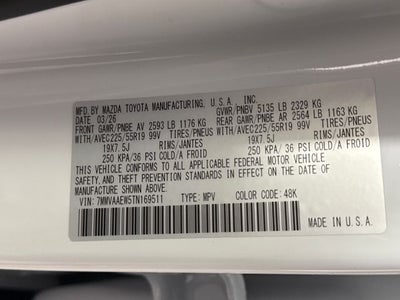 MFD. BY MAZDA TOYOTA MANUFACTURING, U.S.A., INC.
DATE: 03/26 GVWR/PNBV 5135 LB 2329 KG
FRONT GAWR/PNBE AV 2593 LB 1176 KG REAR GAWR/PNBE AR 2564 LB 1163 KG
WITH/AVEC225/55R19 99V TIRES/PNEUS WITH/AVEC225/55R19 99V TIRES/PNEUS
19X7.5J RIMS/JANTES 19X7.5J RIMS/JANTES
250 KPA/ 36 PSI COLD/A FROID 250 KPA/ 36 PSI COLD/A FROID
THIS VEHICLE CONFORMS TO ALL APPLICABLE FEDERAL MOTOR VEHICLE
SAFETY, BUMPER, AND THEFT PREVENTION STANDARDS IN EFFECT ON THE DATE OF
MANUFACTURE SHOWN ABOVE.
VIN: 7MMVAAEW5TN169511 TYPE: MPV COLOR CODE: 48K
MADE IN U.S.A.